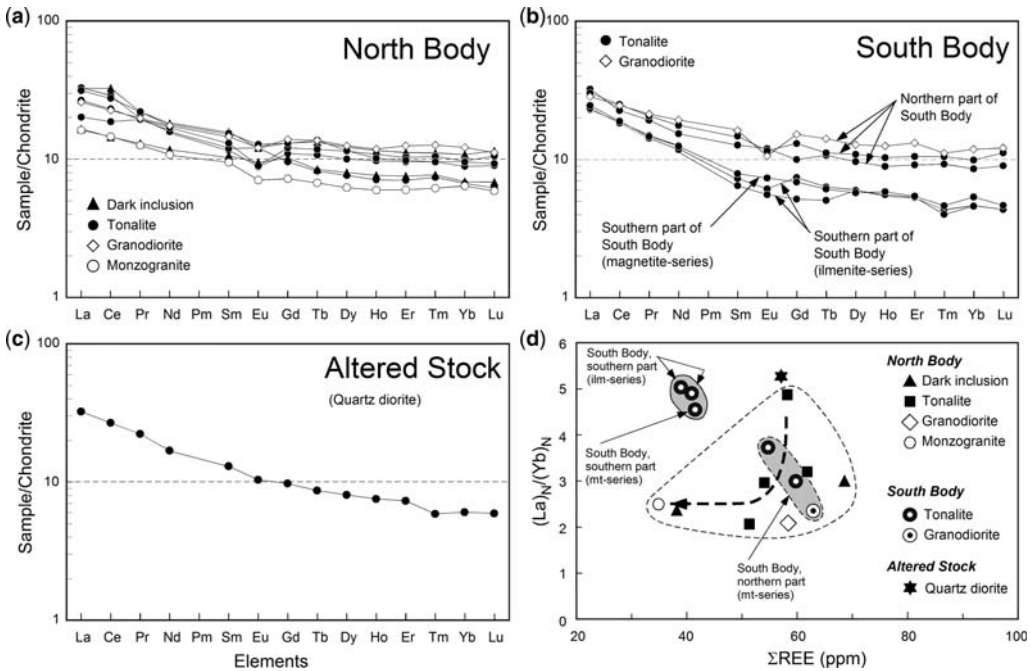 (a)
100
10
1
Sample/Chondrite
North Body
Dark inclusion
Tonalite
Granodiorite
Monzogranite
La Ce Pr Nd Pm Sm Eu Gd Tb Dy Ho Er Tm Yb Lu
(b)
100
10
1
Sample/Chondrite
Tonalite
Granodiorite
South Body
Northern part of
South Body
Southern part of
South Body
(magnetite-series)
Southern part of
South Body
(ilmenite-series)
La Ce Pr Nd Pm Sm Eu Gd Tb Dy Ho Er Tm Yb Lu
(c)
100
10
1
Sample/Chondrite
Altered Stock
(Quartz diorite)
La Ce Pr Nd Pm Sm Eu Gd Tb Dy Ho Er Tm Yb Lu
Elements
(d)
6
5
4
3
2
1
0
(La)N/(Yb)N
South Body,
southern part
(ilm-series)
South Body,
southern part
(mt-series)
South Body,
northern part
(mt-series)
North Body
Dark inclusion
Tonalite
Granodiorite
Monzogranite
South Body
Tonalite
Granodiorite
Altered Stock
Quartz diorite
20 40 60 80 100
ΣREE (ppm)